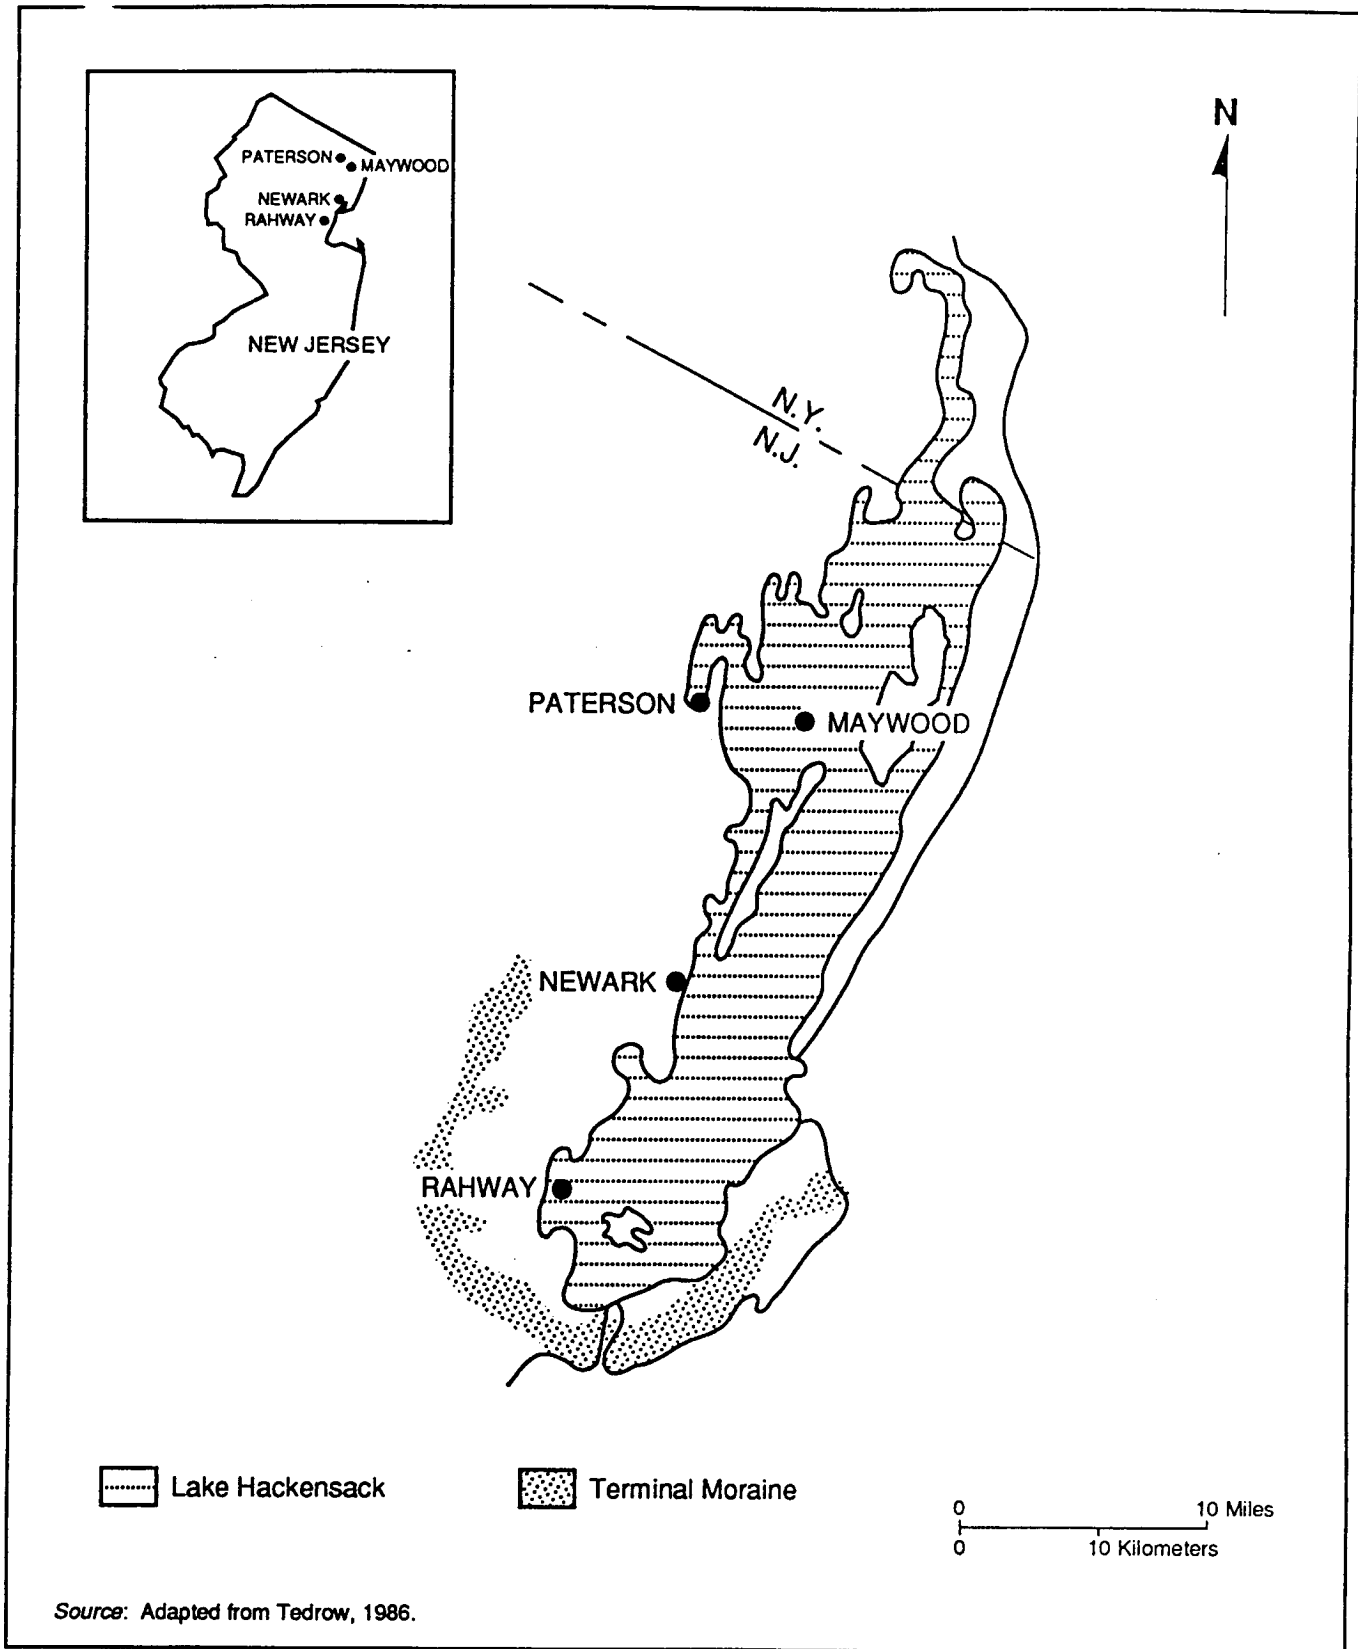 PATERSON
MAYWOOD
NEWARK
RAHWAY
NEW JERSEY
N
N.Y.
N.J.
PATERSON
MAYWOOD
NEWARK
RAHWAY
Lake Hackensack
Terminal Moraine
0 10 Miles
0 10 Kilometers
Source: Adapted from Tedrow, 1986.